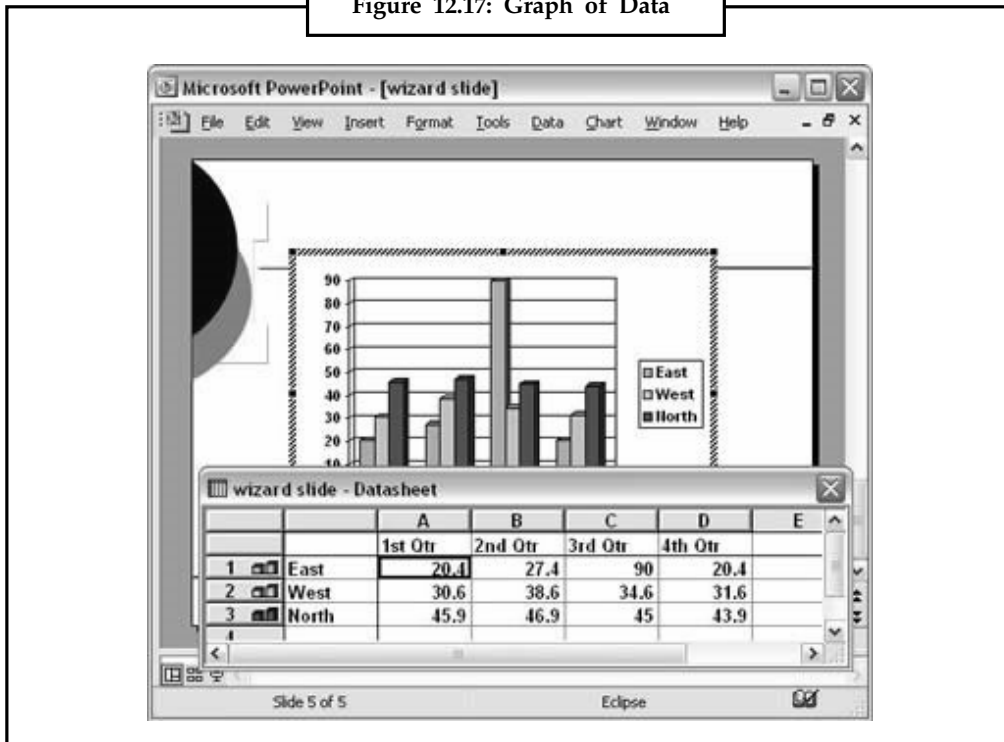 Figure 12.17: Graph of Data
Microsoft PowerPoint - [wizard slide]
File Edit View Insert Format Tools Data Chart Window Help
90
80
70
60
50
40
30
20
10
East
West
North
wizard slide - Datasheet
A B C D E
1st Qtr 2nd Qtr 3rd Qtr 4th Qtr
1 East 20.4 27.4 90 20.4
2 West 30.6 38.6 34.6 31.6
3 North 45.9 46.9 45 43.9
4
Slide 5 of 5 Eclipse